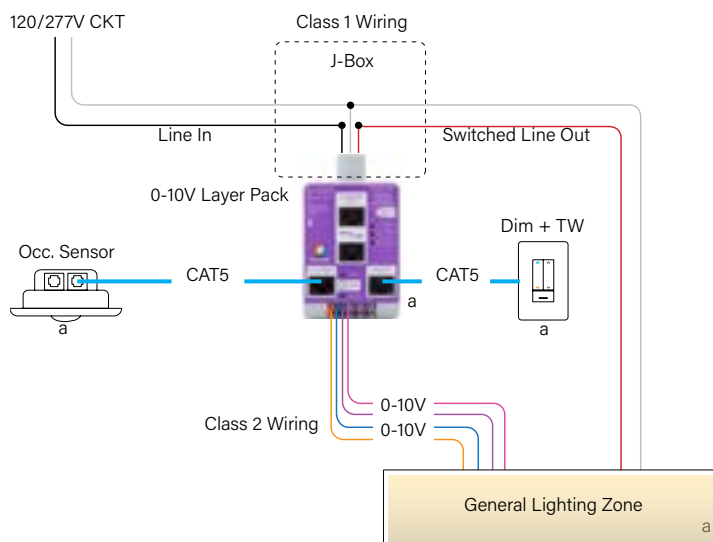 120/277V CKT
Class 1 Wiring
J-Box
Line In
Switched Line Out
0-10V Layer Pack
Dim + TW
Occ. Sensor
CAT5
CAT5
a
a
a
0-10V
Class 2 Wiring
0-10V
General Lighting Zone
a